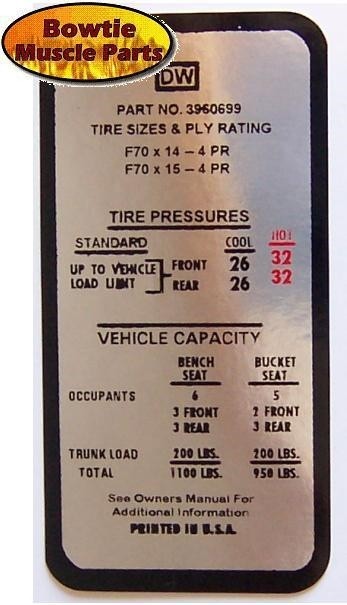 Bowtie
Muscle Parts
DW
PART NO. 3960699
TIRE SIZES & PLY RATING
F70 x 14 – 4 PR
F70 x 15 – 4 PR
TIRE PRESSURES
STANDARD COOL HOT
UP TO VEHICLE FRONT 26 32
LOAD LIMIT REAR 26 32
VEHICLE CAPACITY
BENCH BUCKET
SEAT SEAT
OCCUPANTS 6 5
3 FRONT 2 FRONT
3 REAR 3 REAR
TRUNK LOAD 200 LBS. 200 LBS.
TOTAL 1100 LBS. 950 LBS.
See Owners Manual For
Additional Information
PRINTED IN U.S.A.